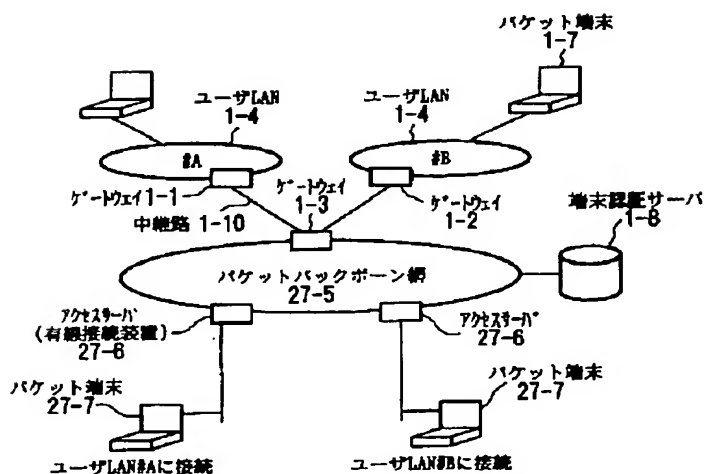 パケット端末
1-7
ユーザLAN
1-4
ユーザLAN
1-4
#A
#B
ゲートウェイ 1-1
中継路 1-10
ゲートウェイ
1-3
ゲートウェイ
1-2
端末認証サーバ
1-8
パケットバックボーン網
27-5
アクセスサーバ
(有線接続装置)
27-6
アクセスサーバ
27-6
パケット端末
27-7
パケット端末
27-7
ユーザLAN#Aに接続
ユーザLAN#Bに接続